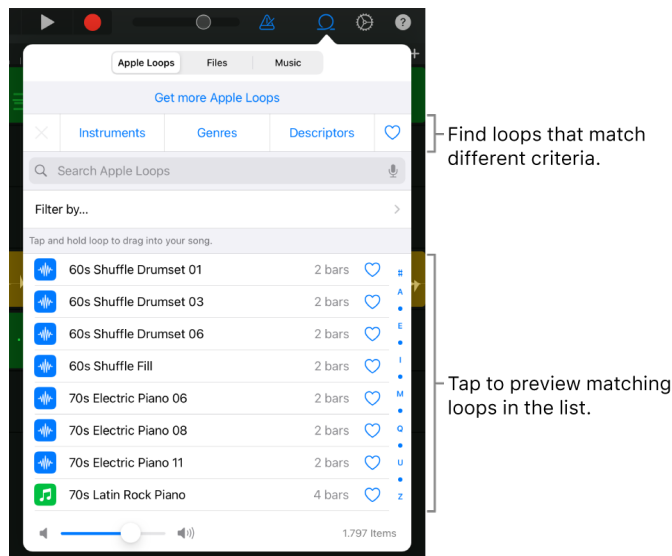 ?
+
Apple Loops Files Music
Get more Apple Loops
Instruments Genres Descriptors
Find loops that match
different criteria.
Search Apple Loops
Filter by...
Tap and hold loop to drag into your song.
60s Shuffle Drumset 01 2 bars
#
60s Shuffle Drumset 03 2 bars
A
60s Shuffle Drumset 06 2 bars
E
60s Shuffle Fill 2 bars
I
Tap to preview matching
loops in the list.
70s Electric Piano 06 2 bars
M
70s Electric Piano 08 2 bars
Q
70s Electric Piano 11 2 bars
U
70s Latin Rock Piano 4 bars
Z
1.797 Items